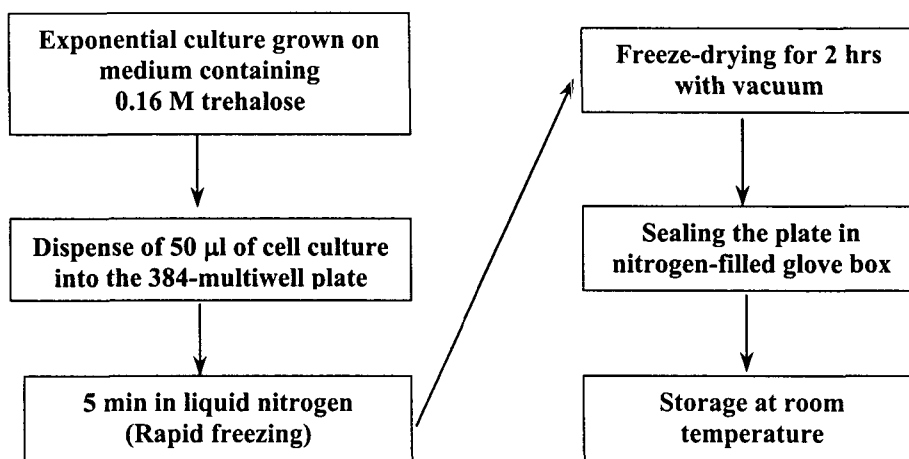 Exponential culture grown on
medium containing
0.16 M trehalose
Dispense of 50 µl of cell culture
into the 384-multiwell plate
5 min in liquid nitrogen
(Rapid freezing)
Freeze-drying for 2 hrs
with vacuum
Sealing the plate in
nitrogen-filled glove box
Storage at room
temperature